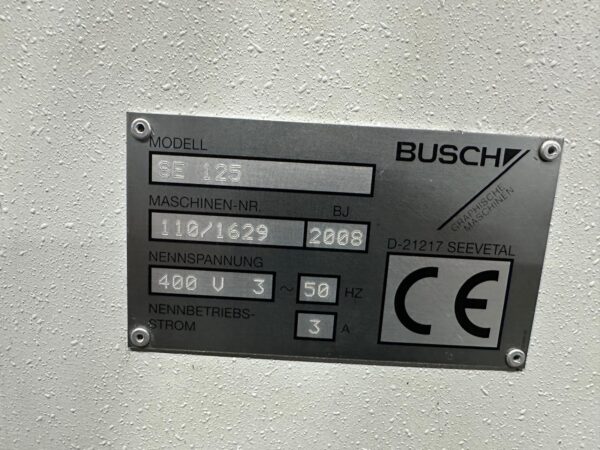 MODELL
SE 125
BUSCH
GRAPHISCHE
MASCHINEN
MASCHINEN-NR. BJ
110/1629 2008
D-21217 SEEVETAL
NENNSPANNUNG
400 V 3 ~ 50 HZ
NENNBETRIEBS-
STROM 3 A
CE